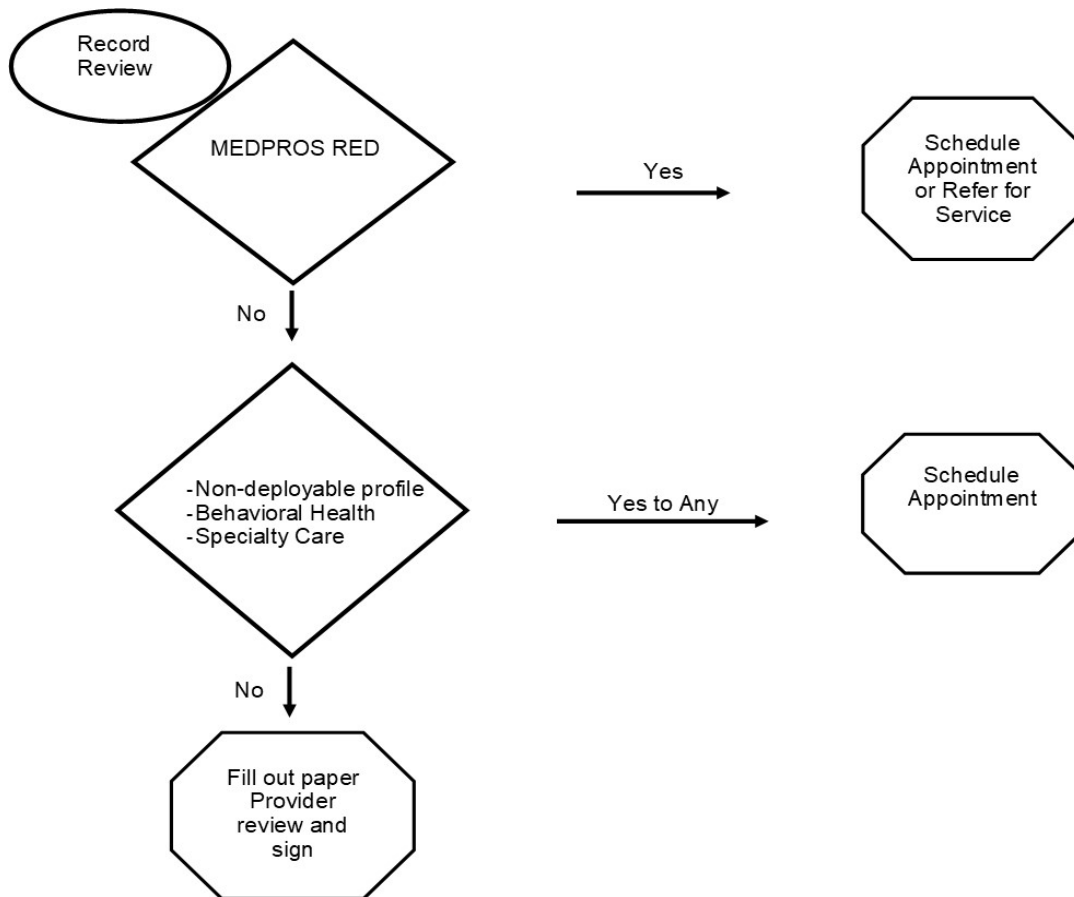 Record
Review
MEDPROS RED
Yes
Schedule
Appointment
or Refer for
Service
No
-Non-deployable profile
-Behavioral Health
-Specialty Care
Yes to Any
Schedule
Appointment
No
Fill out paper
Provider
review and
sign